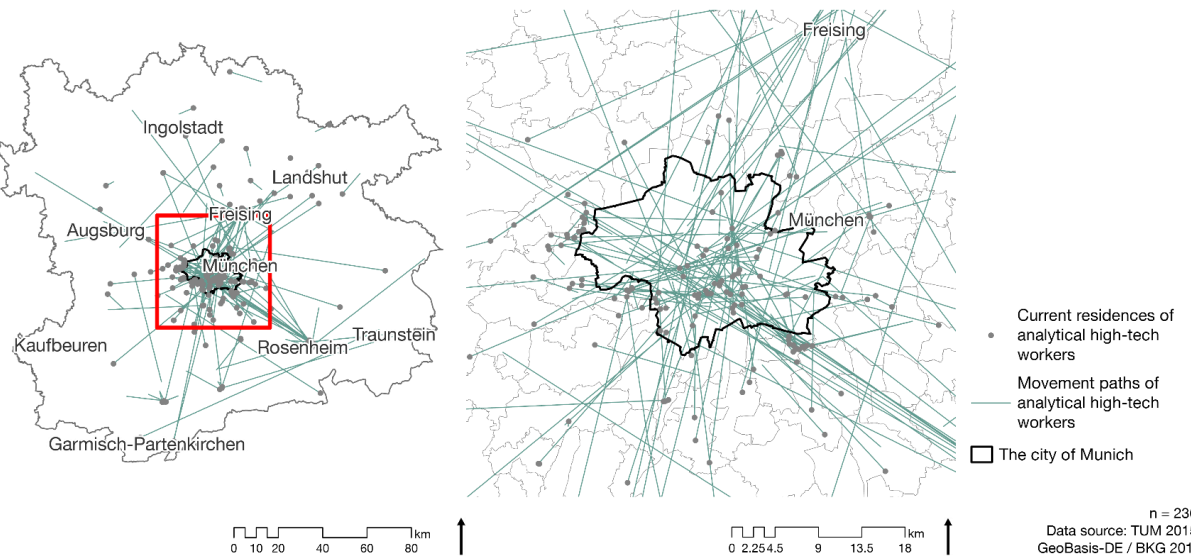 Ingolstadt
Landshut
Freising
Augsburg
München
Kaufbeuren
Rosenheim
Traunstein
Garmisch-Partenkirchen
km
0 10 20 40 60 80
Freising
München
km
0 2.25 4.5 9 13.5 18
Current residences of
analytical high-tech
workers
Movement paths of
analytical high-tech
workers
The city of Munich
n = 
Data source: TUM
GeoBasis-DE / BKG